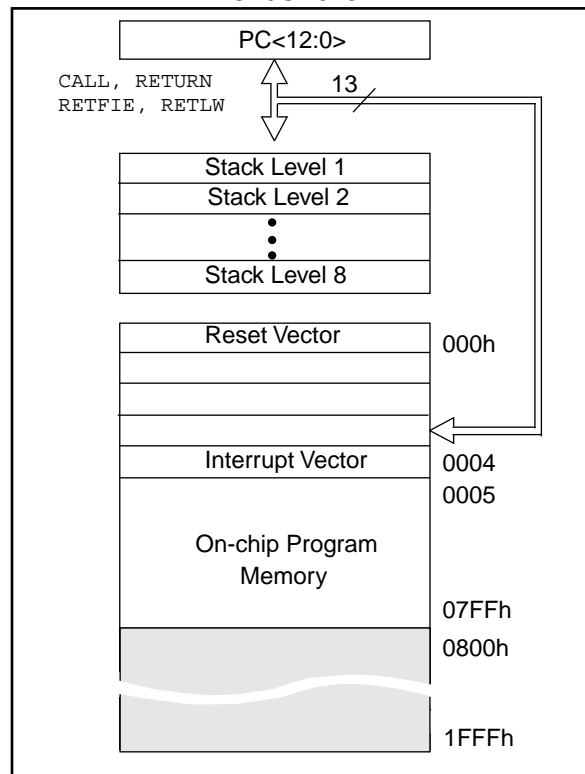 PC<12:0>
CALL, RETURN
RETFIE, RETLW
13
Stack Level 1
Stack Level 2
Stack Level 8
Reset Vector
000h
Interrupt Vector
0004
0005
On-chip Program
Memory
07FFh
0800h
1FFFh